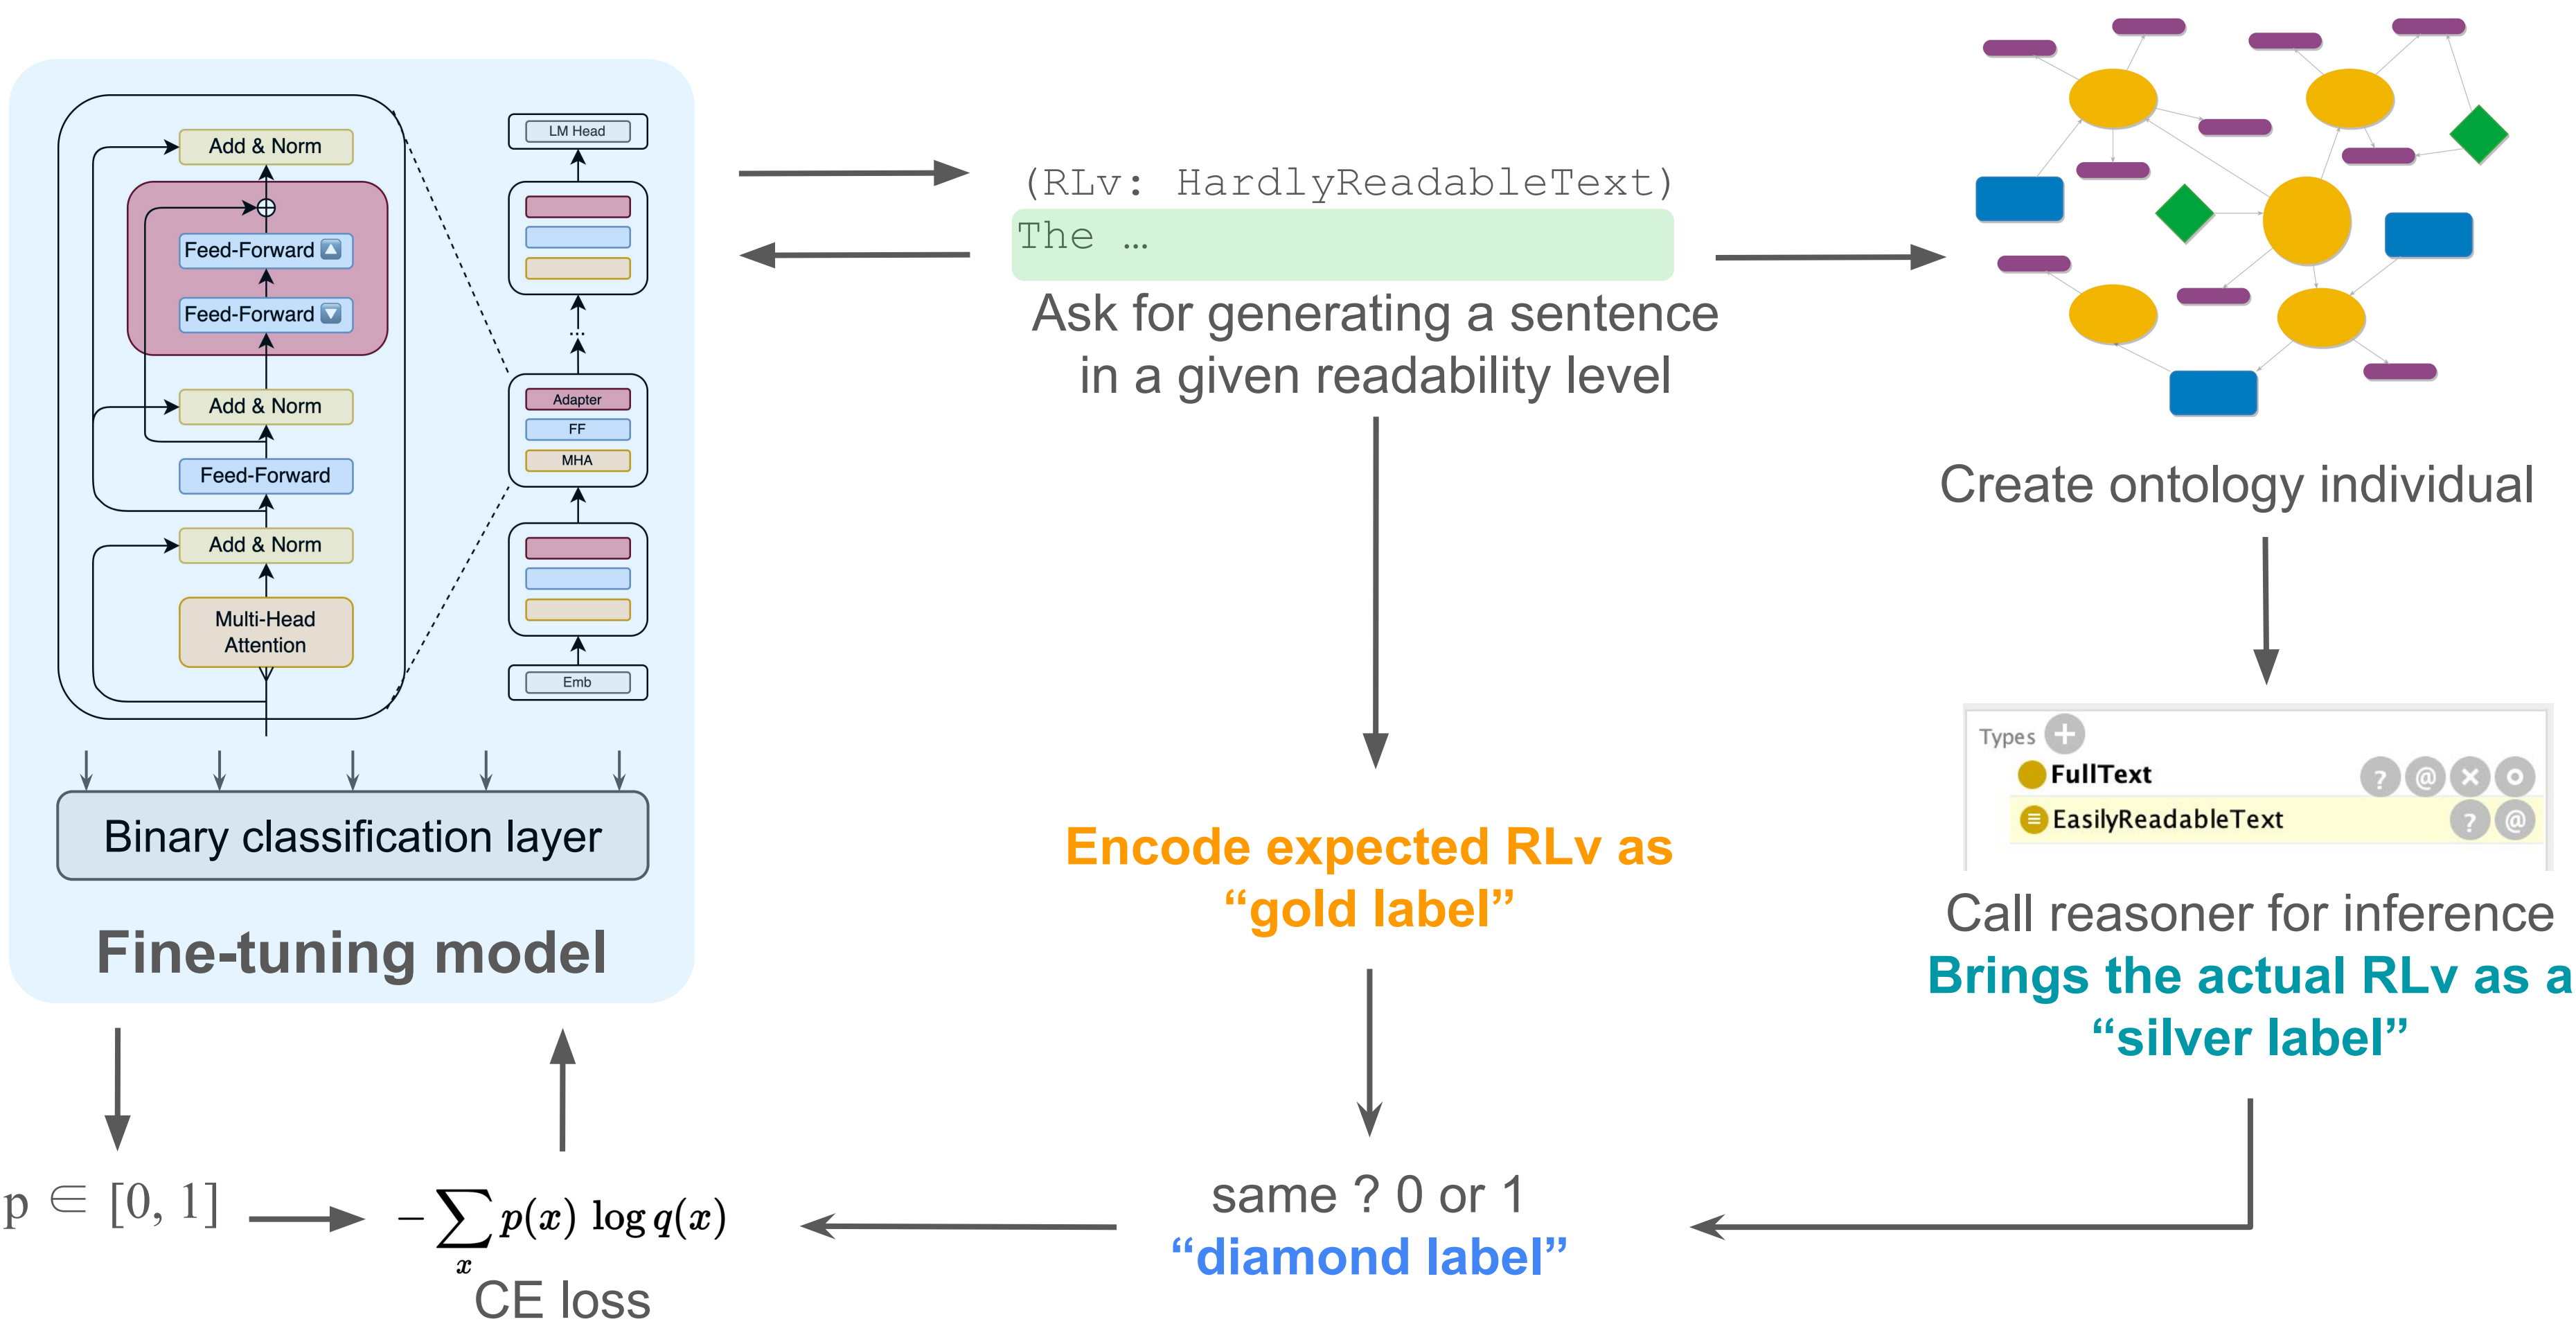 Add & Norm
Feed-Forward
Feed-Forward
Add & Norm
Feed-Forward
Add & Norm
Multi-Head
Attention
LM Head
...
Adapter
FF
MHA
Emb
Binary classification layer
Fine-tuning model
(RLv: HardlyReadableText)
The …
Ask for generating a sentence
in a given readability level
Create ontology individual
Types
FullText
? @
EasilyReadableText
? @
Call reasoner for inference
Brings the actual RLv as a
“silver label”
Encode expected RLv as
“gold label”
same ? 0 or 1
“diamond label”
p ∈ [0, 1]
− ∑ p(x) log q(x)
x
CE loss